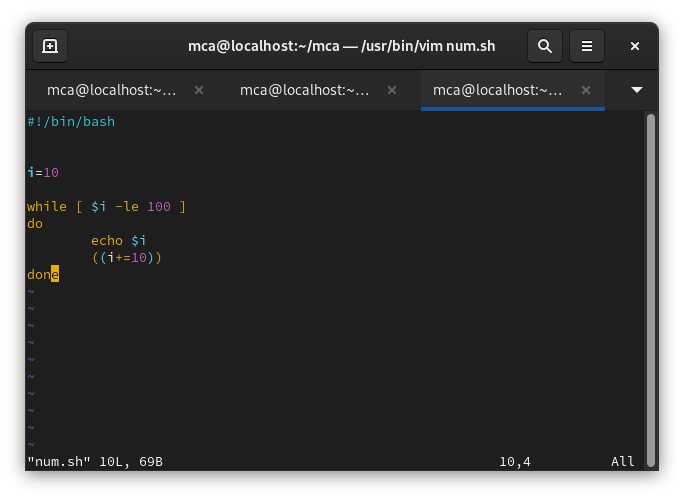 mca@localhost:~/mca — /usr/bin/vim num.sh
mca@localhost:~… mca@localhost:~… mca@localhost:~…
#!/bin/bash
i=10
while [ $i -le 100 ]
do
echo $i
((i+=10))
done
~
~
~
~
~
~
~
~
~
~
"num.sh" 10L, 69B 10,4 All